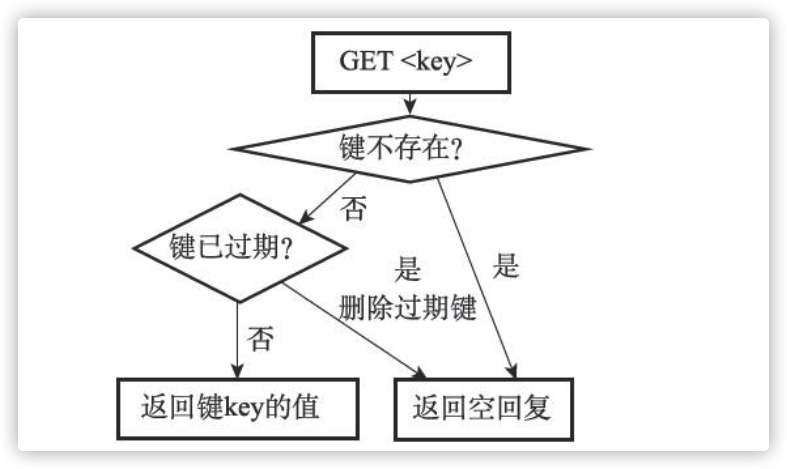 GET <key>
键不存在?
否
键已过期?
是
是
删除过期键
否
返回键key的值
返回空回复